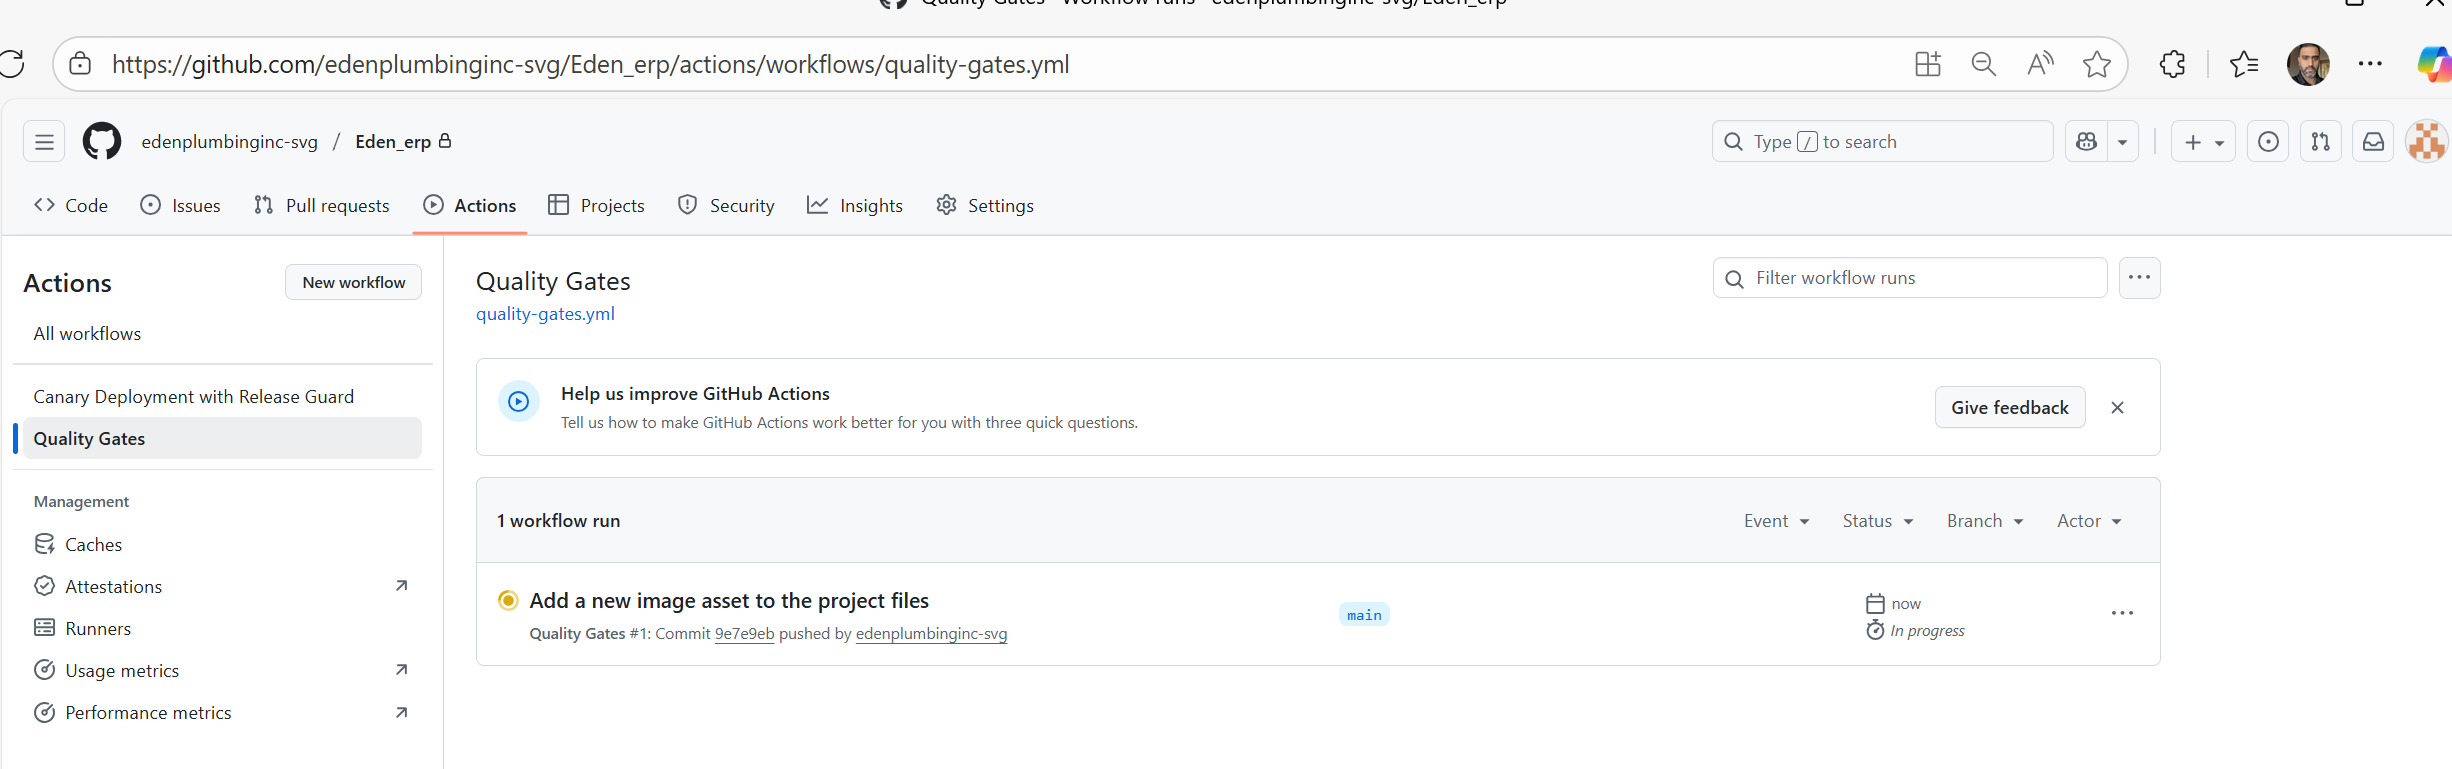 Quality Gates · Workflow runs · edenplumbinginc-svg/Eden_erp
https://github.com/edenplumbinginc-svg/Eden_erp/actions/workflows/quality-gates.yml
edenplumbinginc-svg / Eden_erp
Type / to search
Code
Issues
Pull requests
Actions
Projects
Security
Insights
Settings
Actions
New workflow
All workflows
Canary Deployment with Release Guard
Quality Gates
Management
Caches
Attestations
Runners
Usage metrics
Performance metrics
Quality Gates
quality-gates.yml
Filter workflow runs
Help us improve GitHub Actions
Tell us how to make GitHub Actions work better for you with three quick questions.
Give feedback
1 workflow run
Event
Status
Branch
Actor
Add a new image asset to the project files
Quality Gates #1: Commit 9e7e9eb pushed by edenplumbinginc-svg
main
now
In progress